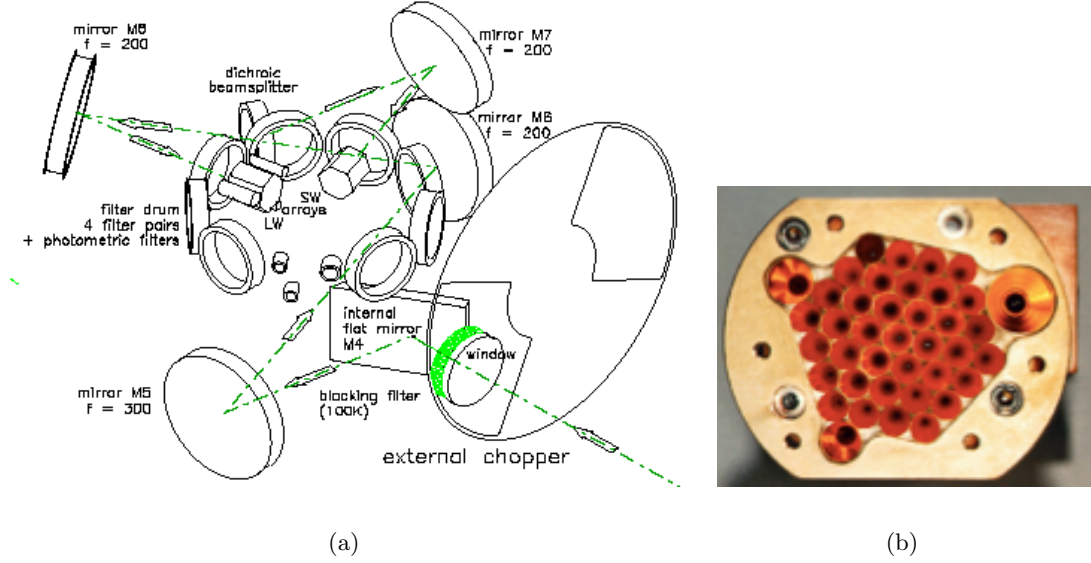 mirror M8
f = 200
mirror M7
f = 200
dichroic
beamsplitter
mirror M6
f = 200
SW
arrays
LW
filter drum
4 filter pairs
+ photometric filters
internal
flat mirror
M4
window
mirror M5
f = 300
blocking filter
(100K)
external chopper
(a)
(b)